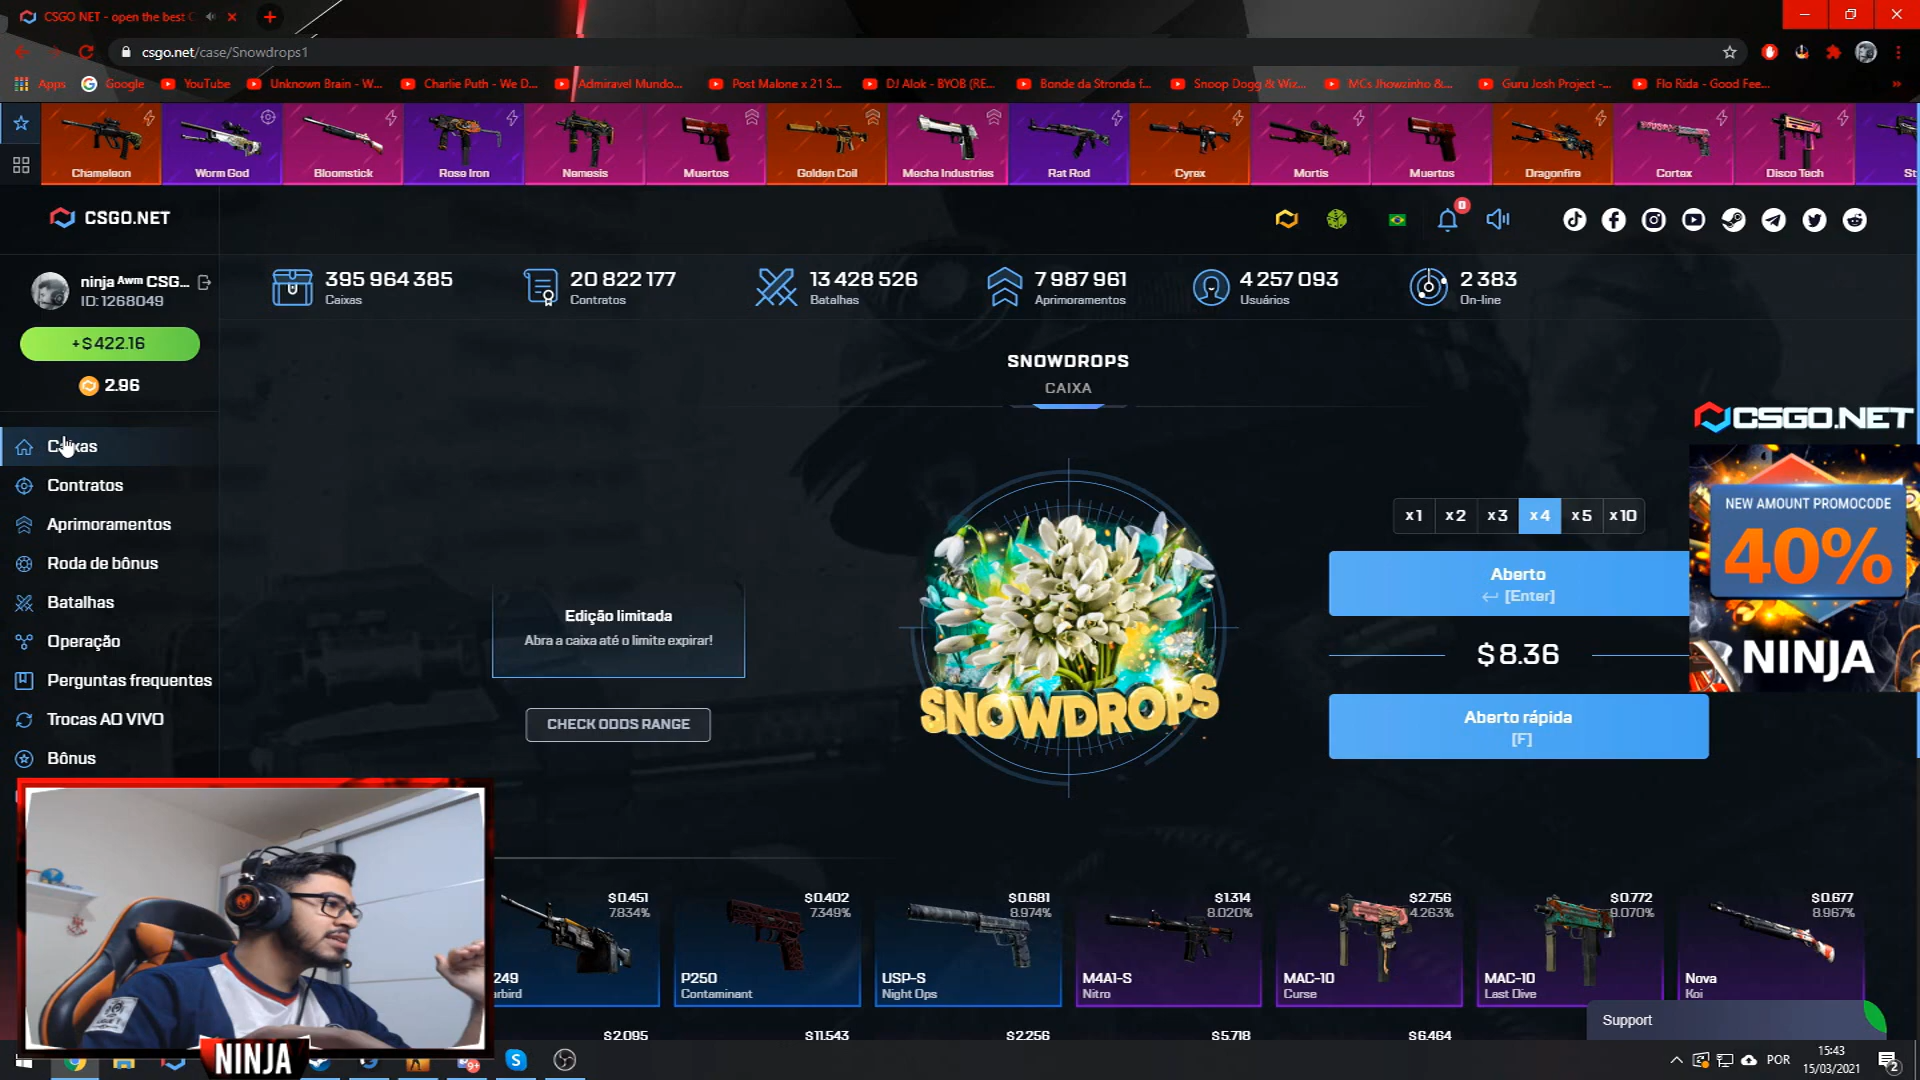 CSGO NET - open the best C
csgo.net/case/Snowdrops1
Apps
Google
YouTube
Unknown Brain - W...
Charlie Puth - We D...
Admiravel Mundo...
Post Malone x 21 S...
DJ Alok - BYOB (RE...
Bonde da Stronda f...
Snoop Dogg & Wiz...
MCs Jhowzinho &...
Guru Josh Project -...
Flo Rida - Good Fee...
Chameleon
Worm God
Bloomstick
Rose Iron
Nemesis
Muertos
Golden Coil
Mecha Industries
Rat Rod
Cyrex
Mortis
Muertos
Dragonfire
Cortex
Disco Tech
St
CSGO.NET
0
ninja ᴬʷᵐ CSG...
ID: 1268049
+$422.16
2.96
395 964 385
Caixas
20 822 177
Contratos
13 428 526
Batalhas
7 987 961
Aprimoramentos
4 257 093
Usuários
2 383
On-line
SNOWDROPS
CAIXA
Caixas
Contratos
Aprimoramentos
Roda de bônus
Batalhas
Operação
Perguntas frequentes
Trocas AO VIVO
Bônus
Edição limitada
Abra a caixa até o limite expirar!
CHECK ODDS RANGE
SNOWDROPS
x1
x2
x3
x4
x5
x10
Aberto
[Enter]
$8.36
Aberto rápida
[F]
CSGO.NET
NEW AMOUNT PROMOCODE
40%
NINJA
$0.451
7.834%
249
arbird
$0.402
7.349%
P250
Contaminant
$0.681
8.974%
USP-S
Night Ops
$1.314
8.020%
M4A1-S
Nitro
$2.756
4.263%
MAC-10
Curse
$0.772
9.070%
MAC-10
Last Dive
$0.677
8.967%
Nova
Koi
$2.095
$11.543
$2.256
$5.718
$6.464
Support
NINJA
9+
POR
15:43
15/03/2021
2